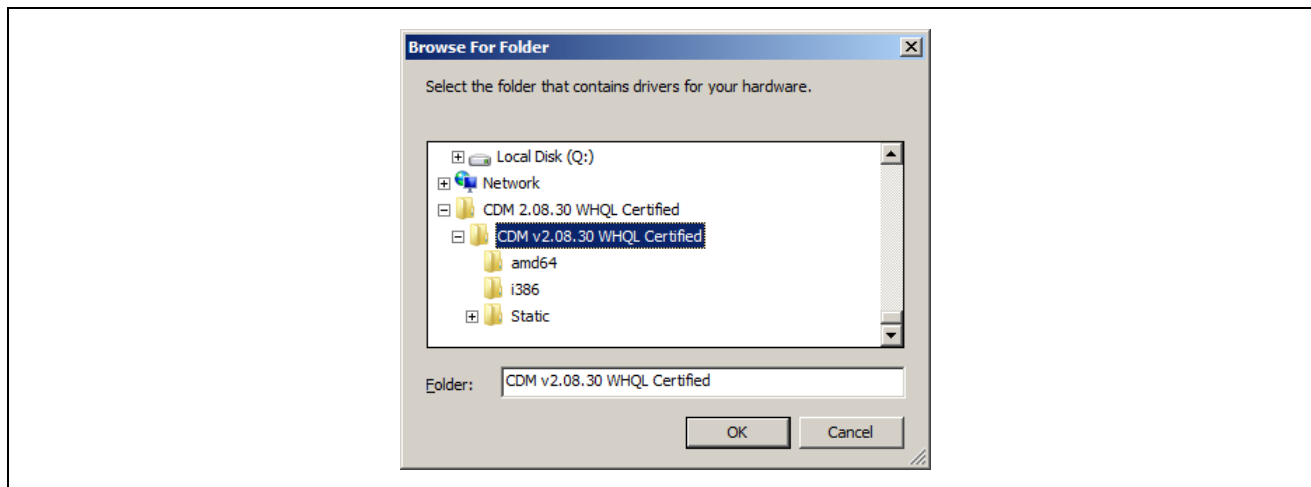 Browse For Folder
Select the folder that contains drivers for your hardware.
Local Disk (Q:)
Network
CDM 2.08.30 WHQL Certified
CDM v2.08.30 WHQL Certified
amd64
i386
Static
Folder: CDM v2.08.30 WHQL Certified
OK Cancel